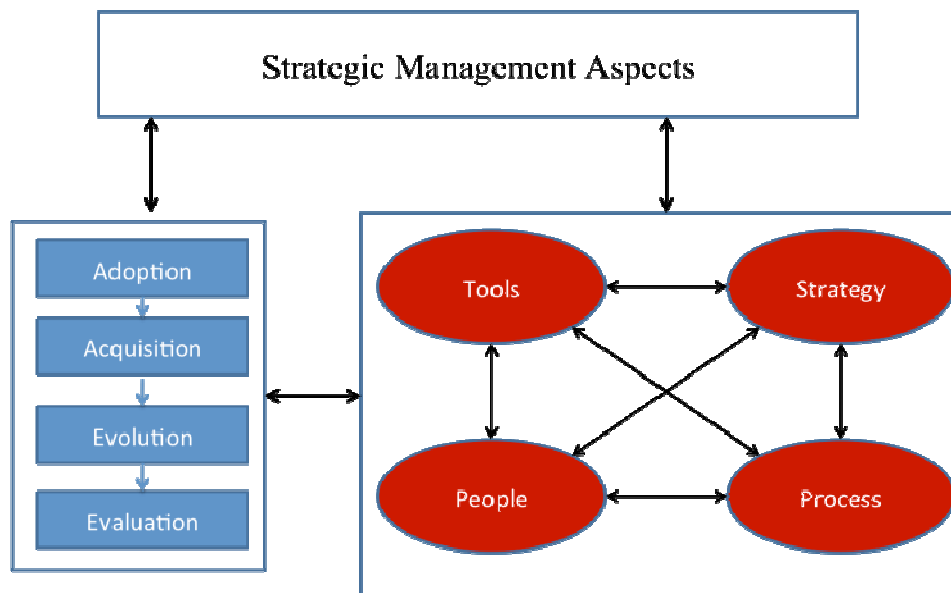 Strategic Management Aspects
Adoption
Acquisition
Evolution
Evaluation
Tools
Strategy
People
Process